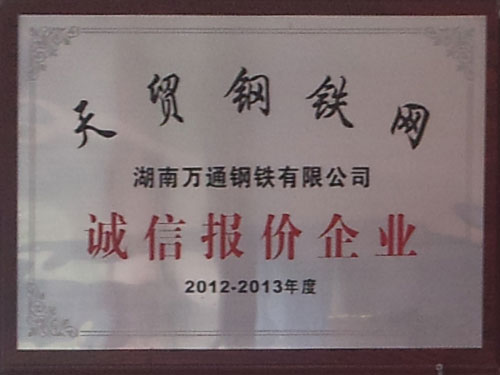 天贸钢铁网
湖南万通钢铁有限公司
诚信报价企业
2012-2013年度